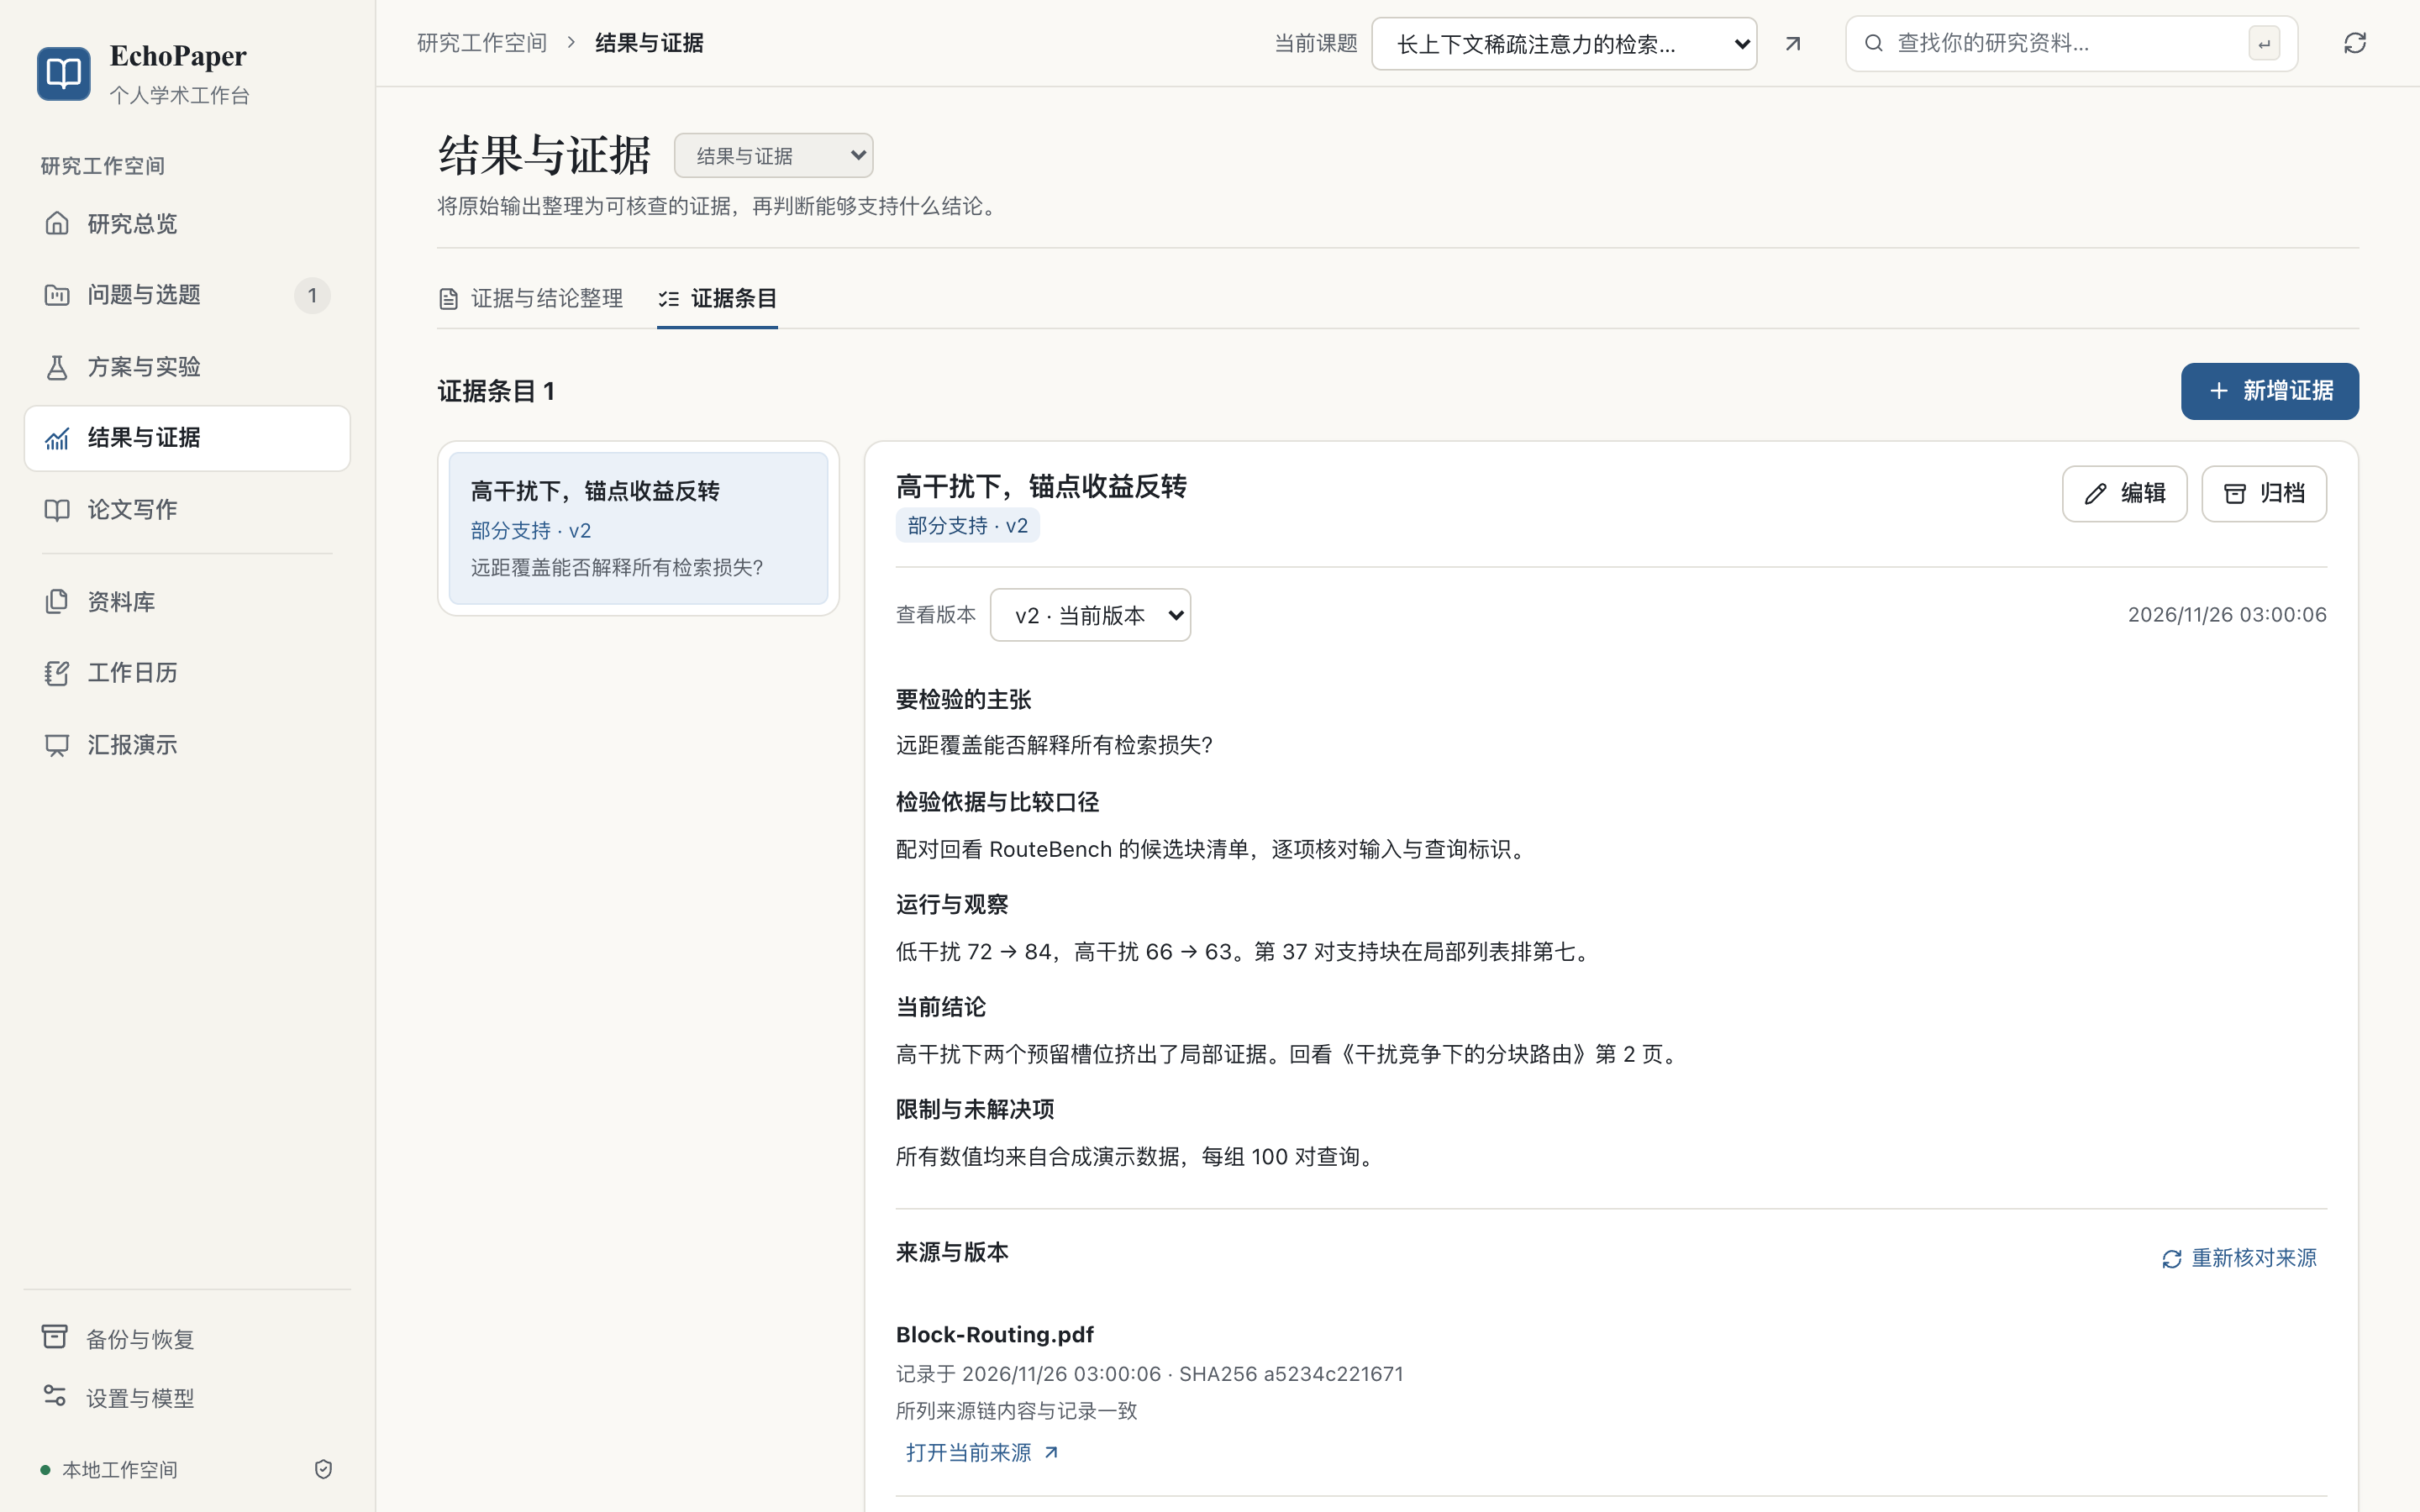 EchoPaper
个人学术工作台
研究工作空间
研究总览
问题与选题 1
方案与实验
结果与证据
论文写作
资料库
工作日历
汇报演示
备份与恢复
设置与模型
本地工作空间
研究工作空间 > 结果与证据
当前课题 长上下文稀疏注意力的检索...
查找你的研究资料... ↵
结果与证据 结果与证据
将原始输出整理为可核查的证据，再判断能够支持什么结论。
证据与结论整理 证据条目
证据条目 1
+ 新增证据
高干扰下，锚点收益反转
部分支持 · v2
远距覆盖能否解释所有检索损失?
高干扰下，锚点收益反转
部分支持 · v2
编辑 归档
查看版本 v2 · 当前版本 2026/11/26 03:00:06
要检验的主张
远距覆盖能否解释所有检索损失?
检验依据与比较口径
配对回看 RouteBench 的候选块清单，逐项核对输入与查询标识。
运行与观察
低干扰 72 → 84，高干扰 66 → 63。第 37 对支持块在局部列表排第七。
当前结论
高干扰下两个预留槽位挤出了局部证据。回看《干扰竞争下的分块路由》第 2 页。
限制与未解决项
所有数值均来自合成演示数据，每组 100 对查询。
来源与版本 重新核对来源
Block-Routing.pdf
记录于 2026/11/26 03:00:06 · SHA256 a5234c221671
所列来源链内容与记录一致
打开当前来源